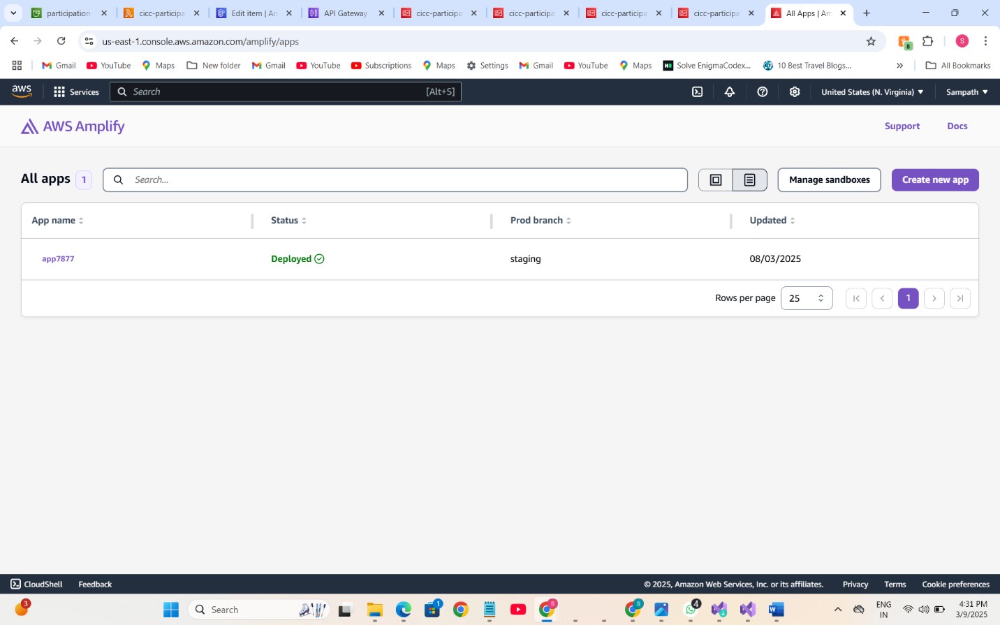 participation-
cicc-participa
Edit item | Am
API Gateway
cicc-participa
cicc-participa
cicc-participa
cicc-participa
All Apps | Am
us-east-1.console.aws.amazon.com/amplify/apps
8
S
Gmail
YouTube
Maps
New folder
Gmail
YouTube
Subscriptions
Maps
Settings
Gmail
YouTube
Maps
Solve EnigmaCodex...
10 Best Travel Blogs...
»
All Bookmarks
aws
Services
Search
[Alt+S]
United States (N. Virginia)
Sampath
AWS Amplify
Support
Docs
All apps 1
Search...
Manage sandboxes
Create new app
App name
Status
Prod branch
Updated
app7877
Deployed
staging
08/03/2025
Rows per page
25
1
CloudShell
Feedback
© 2025, Amazon Web Services, Inc. or its affiliates.
Privacy
Terms
Cookie preferences
3
Search
1
S
S
4
ENG
IN
4:31 PM
3/9/2025